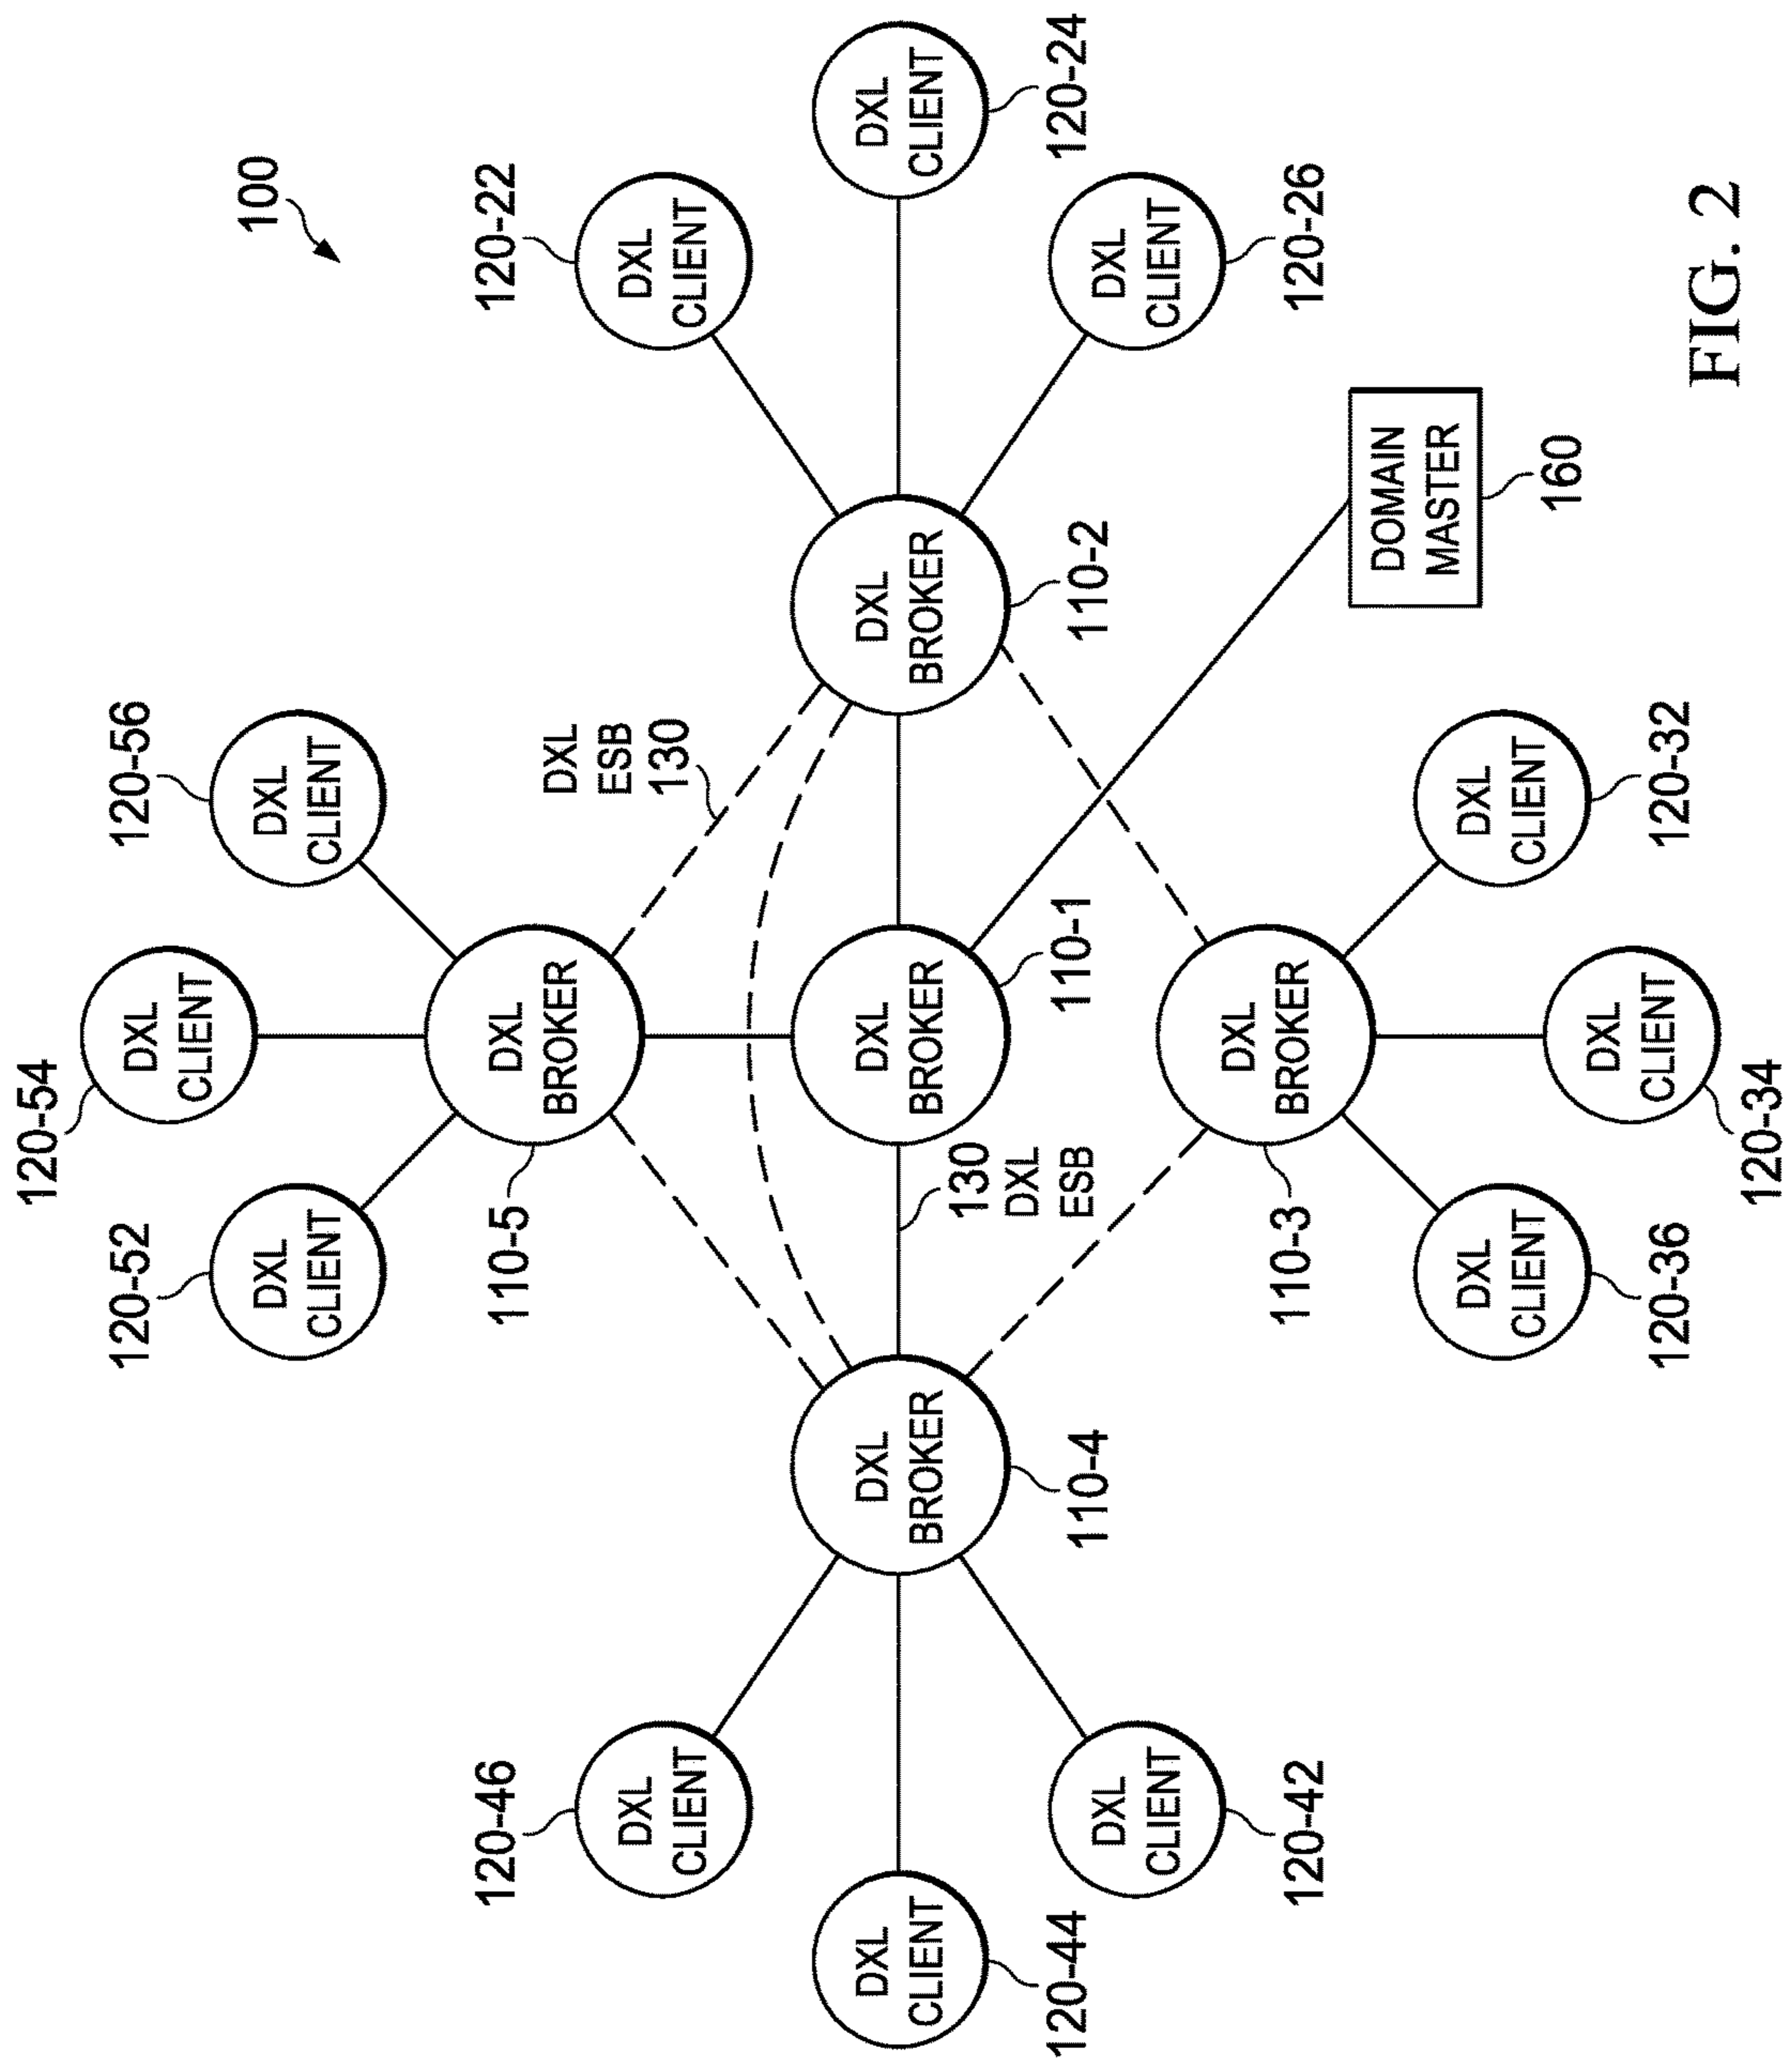 120-54
120-52
DXL
CLIENT
120-56
100
DXL
CLIENT
DXL
CLIENT
120-46
110-5
DXL
BROKER
DXL
ESB
130
120-22
DXL
CLIENT
DXL
CLIENT
DXL
CLIENT
DXL
BROKER
DXL
BROKER
DXL
BROKER
DXL
CLIENT
130
DXL
ESB
120-44
110-4
110-1
110-2
120-24
DXL
CLIENT
DXL
CLIENT
120-42
110-3
DXL
BROKER
120-26
DOMAIN
MASTER
160
DXL
CLIENT
DXL
CLIENT
DXL
CLIENT
120-36
120-32
120-34
FIG. 2